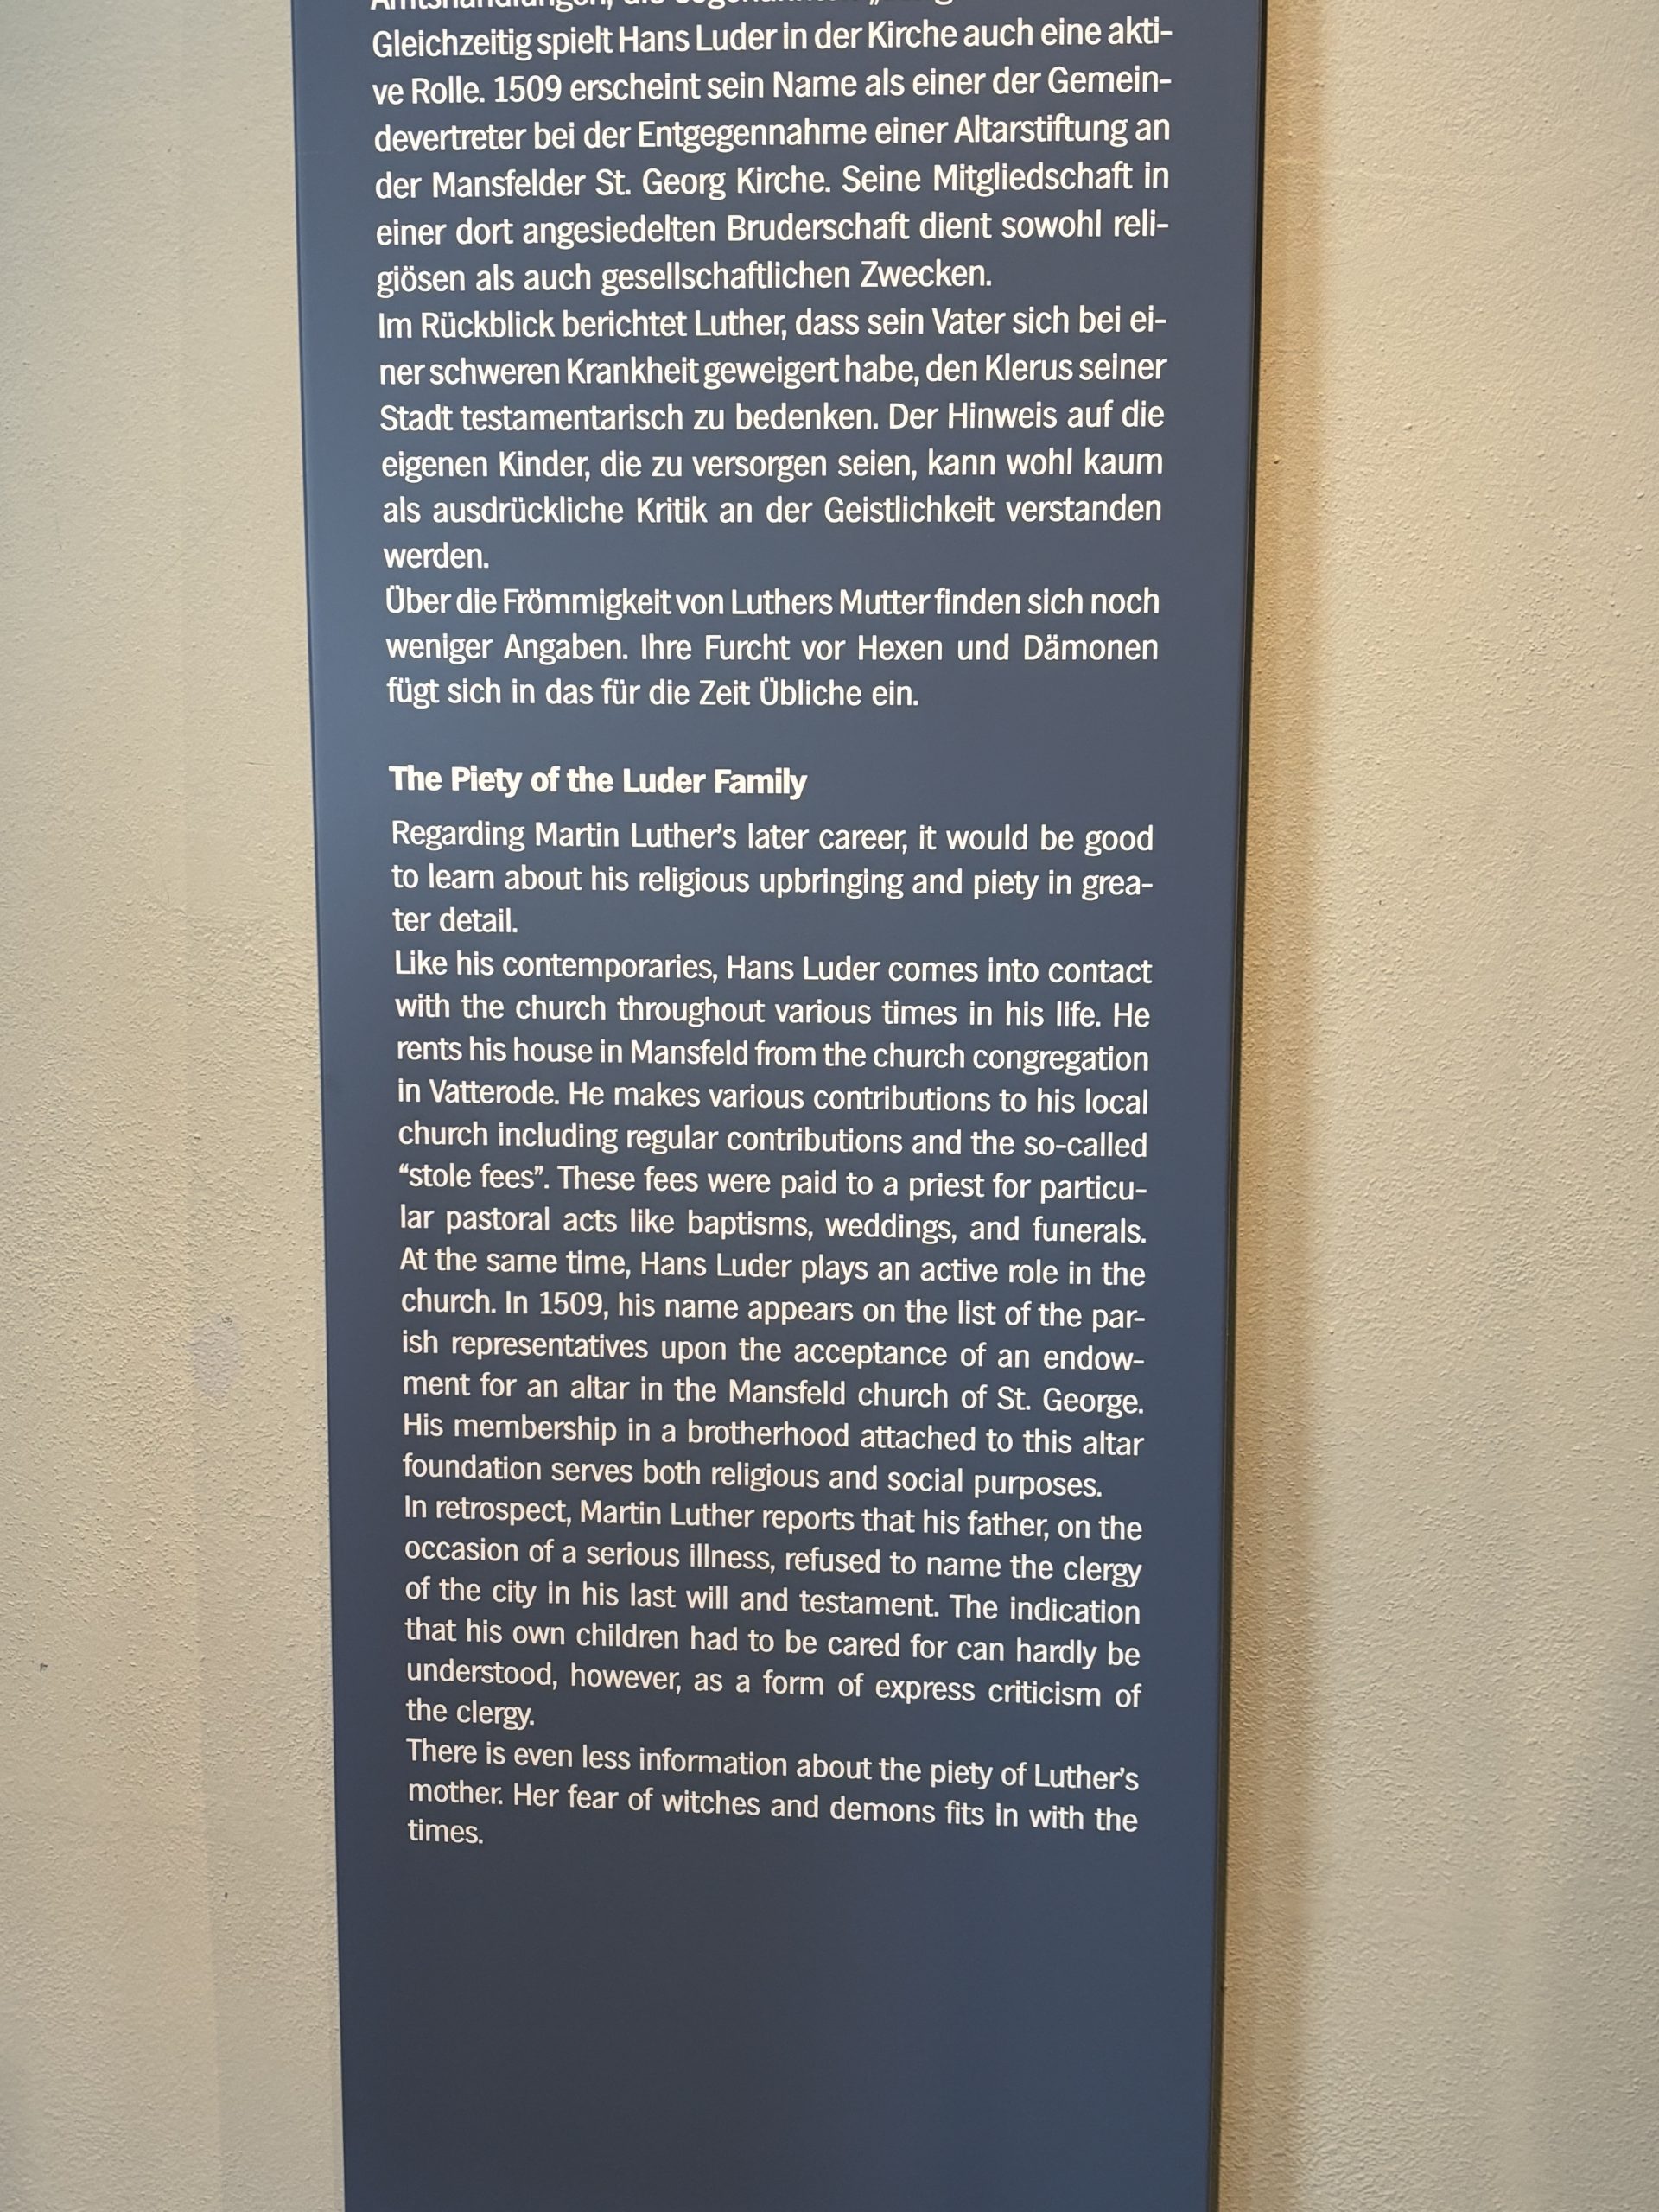 Gleichzeitig spielt Hans Luder in der Kirche auch eine akti-
ve Rolle. 1509 erscheint sein Name als einer der Gemein-
devertreter bei der Entgegennahme einer Altarstiftung an
der Mansfelder St. Georg Kirche. Seine Mitgliedschaft in
einer dort angesiedelten Bruderschaft dient sowohl reli-
giösen als auch gesellschaftlichen Zwecken.
Im Rückblick berichtet Luther, dass sein Vater sich bei ei-
ner schweren Krankheit geweigert habe, den Klerus seiner
Stadt testamentarisch zu bedenken. Der Hinweis auf die
eigenen Kinder, die zu versorgen seien, kann wohl kaum
als ausdrückliche Kritik an der Geistlichkeit verstanden
werden.
Über die Frömmigkeit von Luthers Mutter finden sich noch
weniger Angaben. Ihre Furcht vor Hexen und Dämonen
fügt sich in das für die Zeit Übliche ein.
The Piety of the Luder Family
Regarding Martin Luther's later career, it would be good
to learn about his religious upbringing and piety in grea-
ter detail.
Like his contemporaries, Hans Luder comes into contact
with the church throughout various times in his life. He
rents his house in Mansfeld from the church congregation
in Vatterode. He makes various contributions to his local
church including regular contributions and the so-called
“stole fees”. These fees were paid to a priest for particu-
lar pastoral acts like baptisms, weddings, and funerals.
At the same time, Hans Luder plays an active role in the
church. In 1509, his name appears on the list of the par-
ish representatives upon the acceptance of an endow-
ment for an altar in the Mansfeld church of St. George.
His membership in a brotherhood attached to this altar
foundation serves both religious and social purposes.
In retrospect, Martin Luther reports that his father, on the
occasion of a serious illness, refused to name the clergy
of the city in his last will and testament. The indication
that his own children had to be cared for can hardly be
understood, however, as a form of express criticism of
the clergy.
There is even less information about the piety of Luther's
mother. Her fear of witches and demons fits in with the
times.